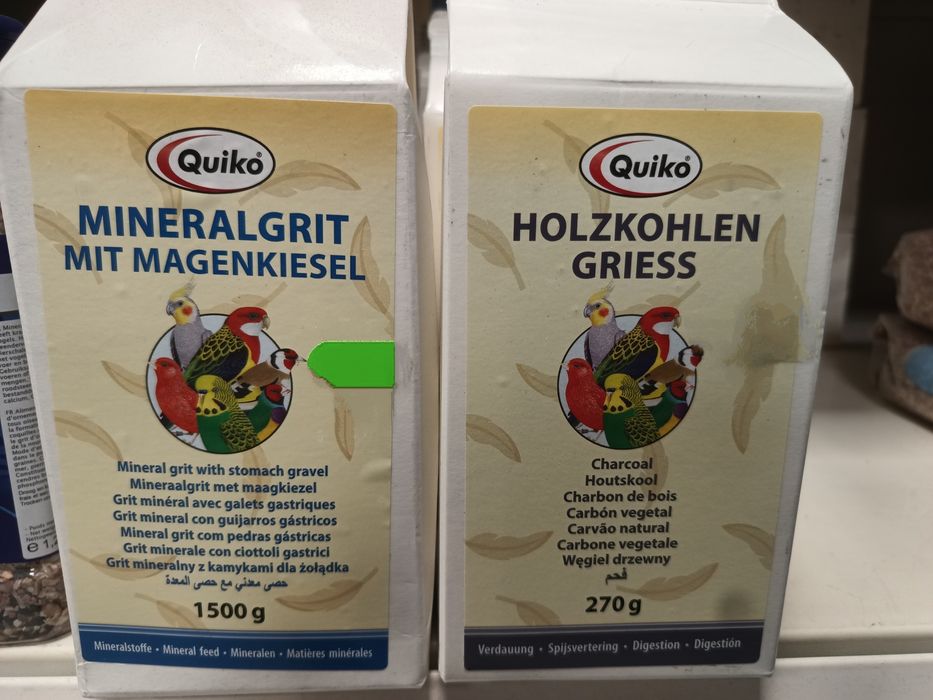 Quiko®
MINERALGRIT
MIT MAGENKIESEL
Mineral grit with stomach gravel
Mineraalgrit met maagkiezel
Grit minéral avec galets gastriques
Grit mineral con guijarros gástricos
Mineral grit com pedras gástricas
Grit minerale con ciottoli gastrici
Grit mineralny z kamykami dla żołądka
حصى معدني مع حصى المعدة
1500 g
Mineralstoffe • Mineral feed • Mineralen • Matières minérales
Quiko®
HOLZKOHLEN
GRIESS
Charcoal
Houtskool
Charbon de bois
Carbón vegetal
Carvão natural
Carbone vegetale
Węgiel drzewny
فحم
270 g
Verdauung • Spijsvertering • Digestion • Digestión